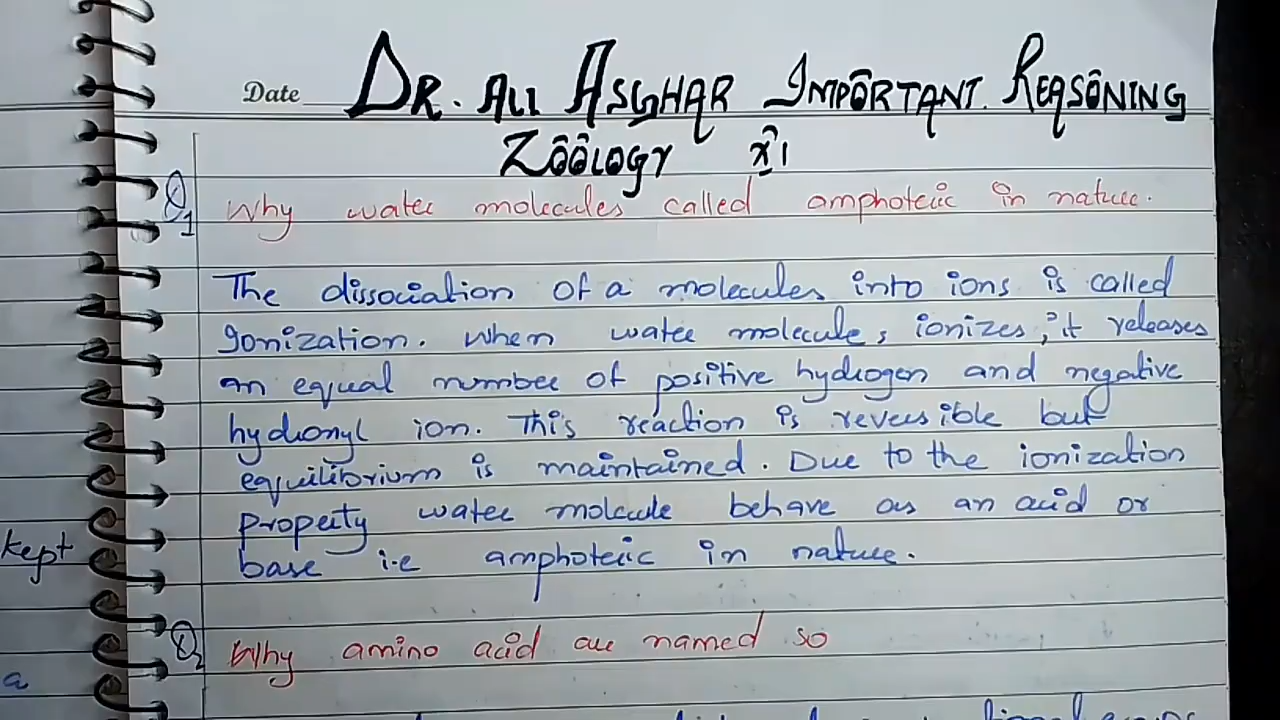 Date DR. ALI ASGHAR IMPORTANT REASONING
ZOOLOGY XI
Q1 Why water molecules called amphoteric in nature.
The dissociation of a molecules into ions is called
Ionization. When water molecules ionizes, it releases
an equal number of positive hydrogen and negative
hydronyl ion. This reaction is reversible but
equilibrium is maintained. Due to the ionization
property water molcule behave as an acid or
base i.e amphoteric in nature.
kept
Q2 Why amino acid are named so
a